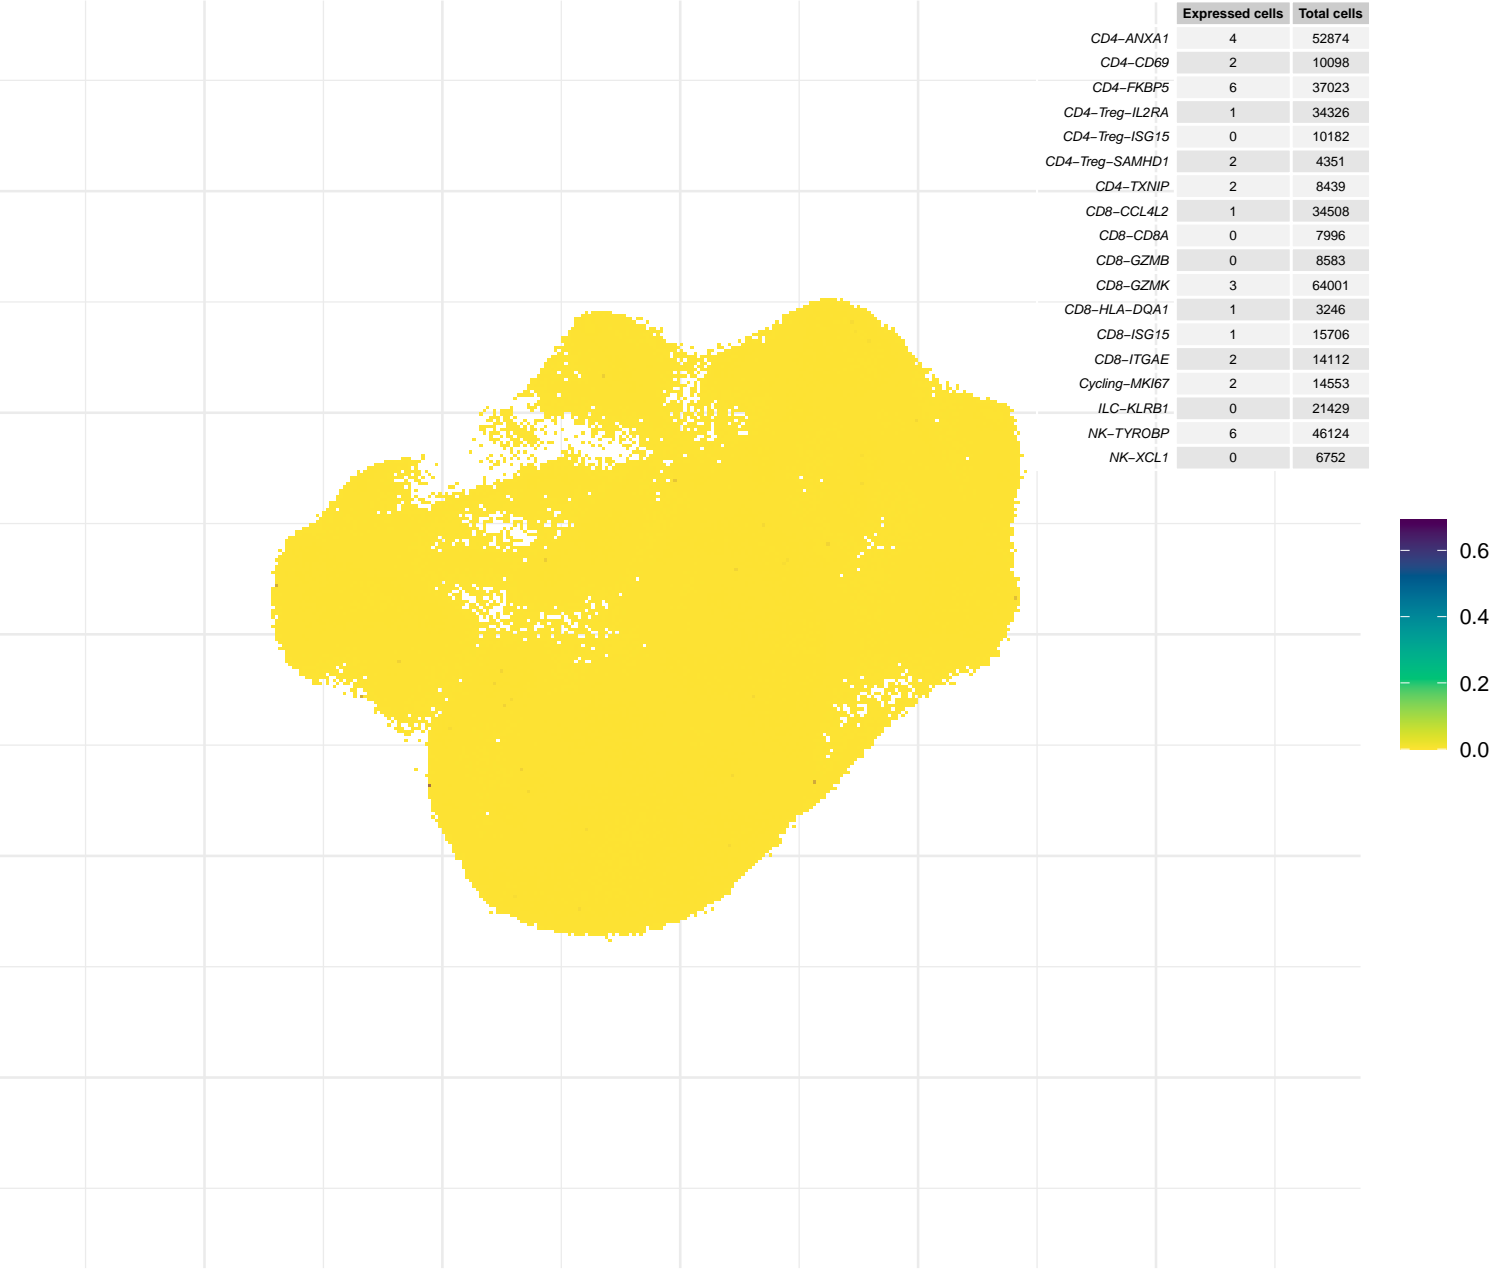 Expressed cells Total cells
CD4−ANXA1 4 52874
CD4−CD69 2 10098
CD4−FKBP5 6 37023
CD4−Treg−IL2RA 1 34326
CD4−Treg−ISG15 0 10182
CD4−Treg−SAMHD1 2 4351
CD4−TXNIP 2 8439
CD8−CCL4L2 1 34508
CD8−CD8A 0 7996
CD8−GZMB 0 8583
CD8−GZMK 3 64001
CD8−HLA−DQA1 1 3246
CD8−ISG15 1 15706
CD8−ITGAE 2 14112
Cycling−MKI67 2 14553
ILC−KLRB1 0 21429
NK−TYROBP 6 46124
NK−XCL1 0 6752
0.6
0.4
0.2
0.0